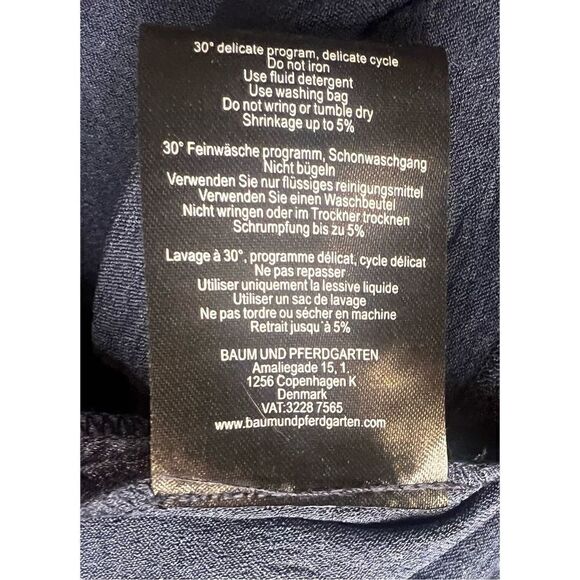 30° delicate program, delicate cycle
Do not iron
Use fluid detergent
Use washing bag
Do not wring or tumble dry
Shrinkage up to 5%
30° Feinwäsche programm, Schonwaschgang
Nicht bügeln
Verwenden Sie nur flüssiges reinigungsmittel
Verwenden Sie einen Waschbeutel
Nicht wringen oder im Trockner trocknen
Schrumpfung bis zu 5%
Lavage à 30°, programme délicat, cycle délicat
Ne pas repasser
Utiliser uniquement la lessive liquide
Utiliser un sac de lavage
Ne pas tordre ou sécher en machine
Retrait jusqu'à 5%
BAUM UND PFERDGARTEN
Amaliegade 15, 1.
1256 Copenhagen K
Denmark
VAT:3228 7565
www.baumundpferdgarten.com